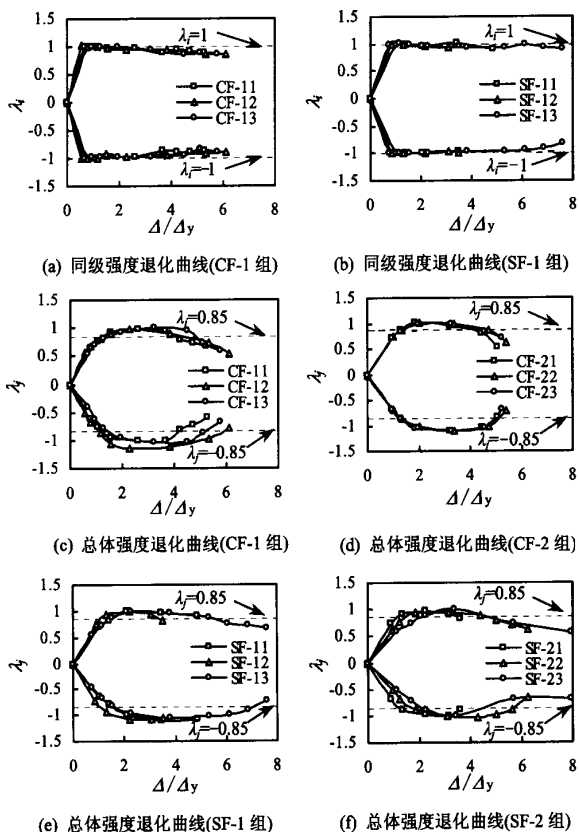 1.5
1
0.5
0
-0.5
-1
-1.5
λi
λi=1
CF-11
CF-12
CF-13
λi=-1
0 2 4 6 8
Δ/Δy
(a) 同级强度退化曲线(CF-1 组)
1.5
1
0.5
0
-0.5
-1
-1.5
λi
λi=1
SF-11
SF-12
SF-13
λi=-1
0 2 4 6 8
Δ/Δy
(b) 同级强度退化曲线(SF-1 组)
1.5
1
0.5
0
-0.5
-1
-1.5
λj
λj=0.85
CF-11
CF-12
CF-13
λj=-0.85
0 2 4 6 8
Δ/Δy
(c) 总体强度退化曲线(CF-1 组)
1.5
1
0.5
0
-0.5
-1
-1.5
λj
λj=0.85
CF-21
CF-22
CF-23
λj=-0.85
0 2 4 6 8
Δ/Δy
(d) 总体强度退化曲线(CF-2 组)
1.5
1
0.5
0
-0.5
-1
-1.5
λj
λj=0.85
SF-11
SF-12
SF-13
λj=-0.85
0 2 4 6 8
Δ/Δy
(e) 总体强度退化曲线(SF-1 组)
1.5
1
0.5
0
-0.5
-1
-1.5
λj
λj=0.85
SF-21
SF-22
SF-23
λj=-0.85
0 2 4 6 8
Δ/Δy
(f) 总体强度退化曲线(SF-2 组)